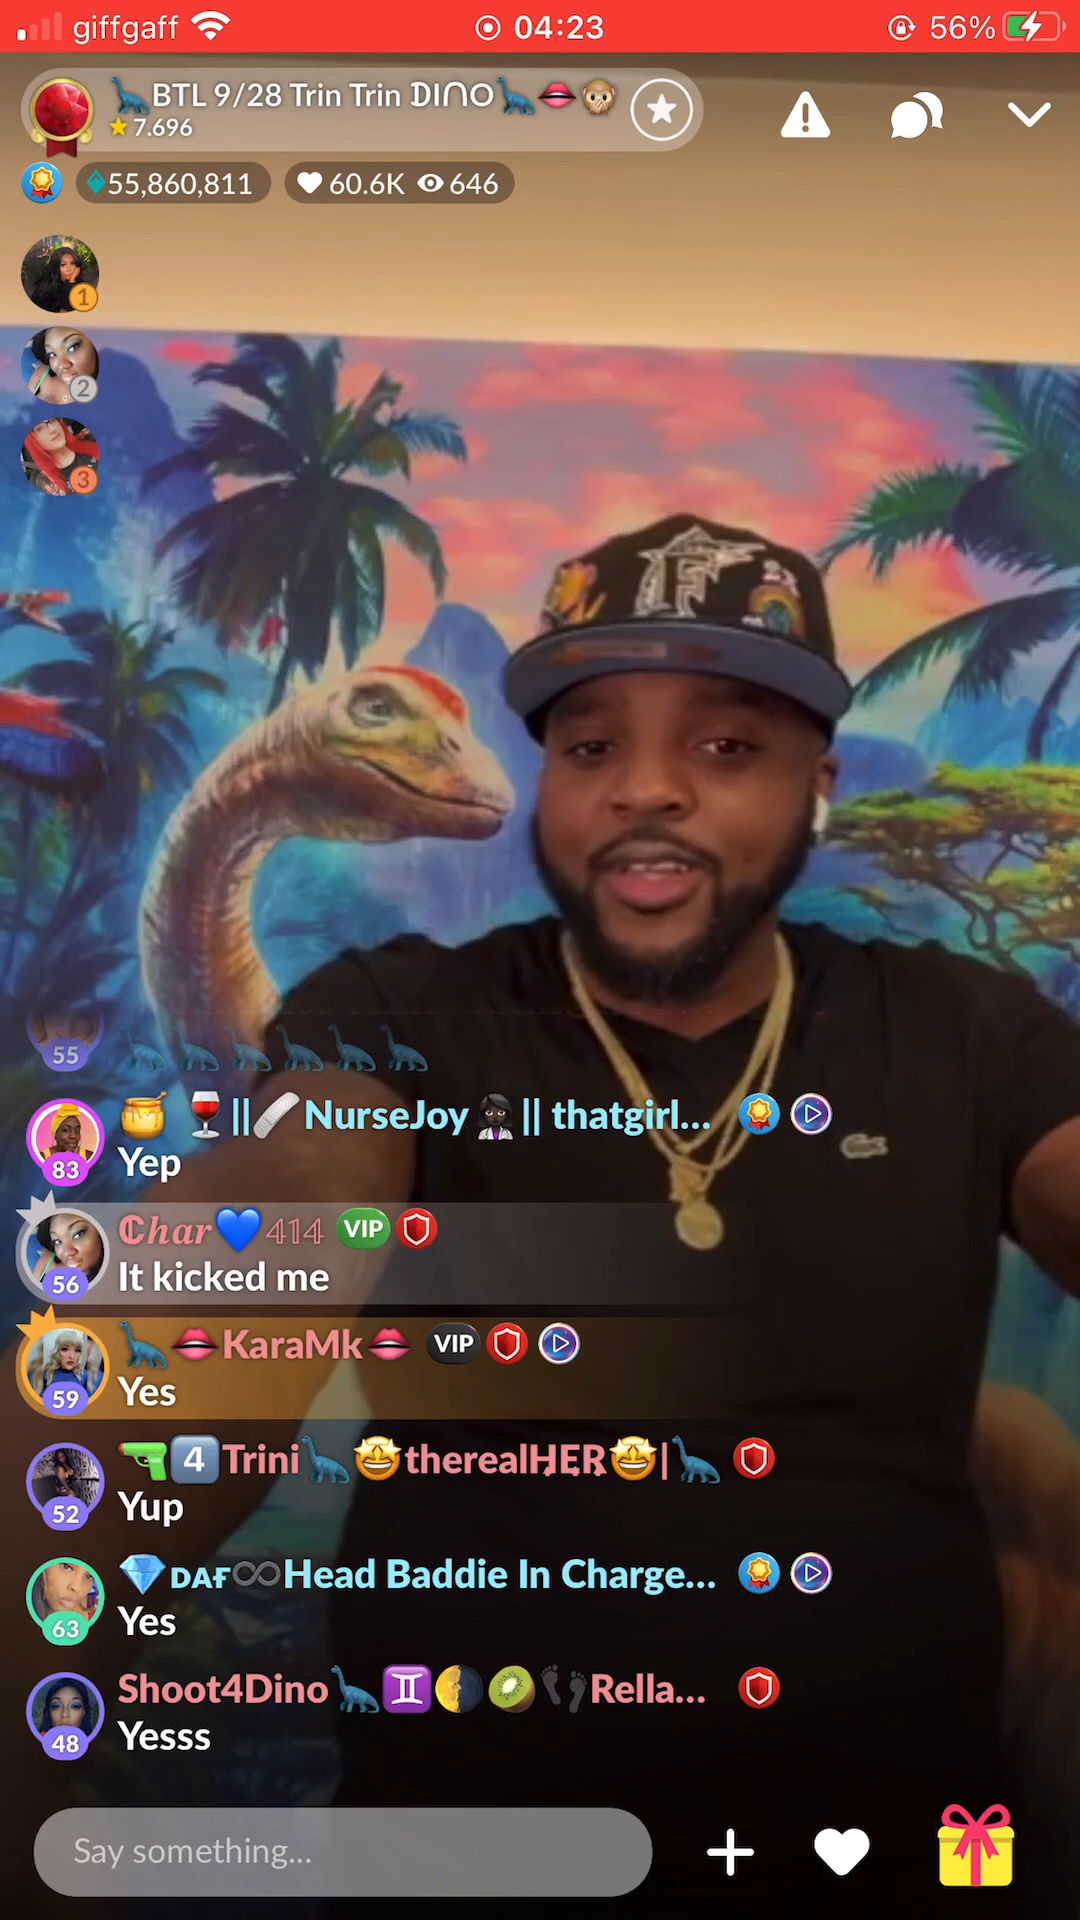 giffgaff 04:23 56%
🦕BTL 9/28 Trin Trin DINO🦕👄🙊
⭐ 7.696
55,860,811 60.6K 646
1
2
3
F
55 🦕🦕🦕🦕🦕🦕
🍯 🍷||🩹NurseJoy👩🏿‍⚕️|| thatgirl...
83 Yep
ℂ𝒉𝒂𝒓💙𝟜𝟙𝟜 VIP
56 It kicked me
🦕👄KaraMk👄 VIP
59 Yes
🔫4️⃣Trini🦕🤩therealHER🤩|🦕
52 Yup
💎ᴅᴀғ♾Head Baddie In Charge...
63 Yes
Shoot4Dino🦕♊🌗🥝👣Rella...
48 Yesss
Say something...